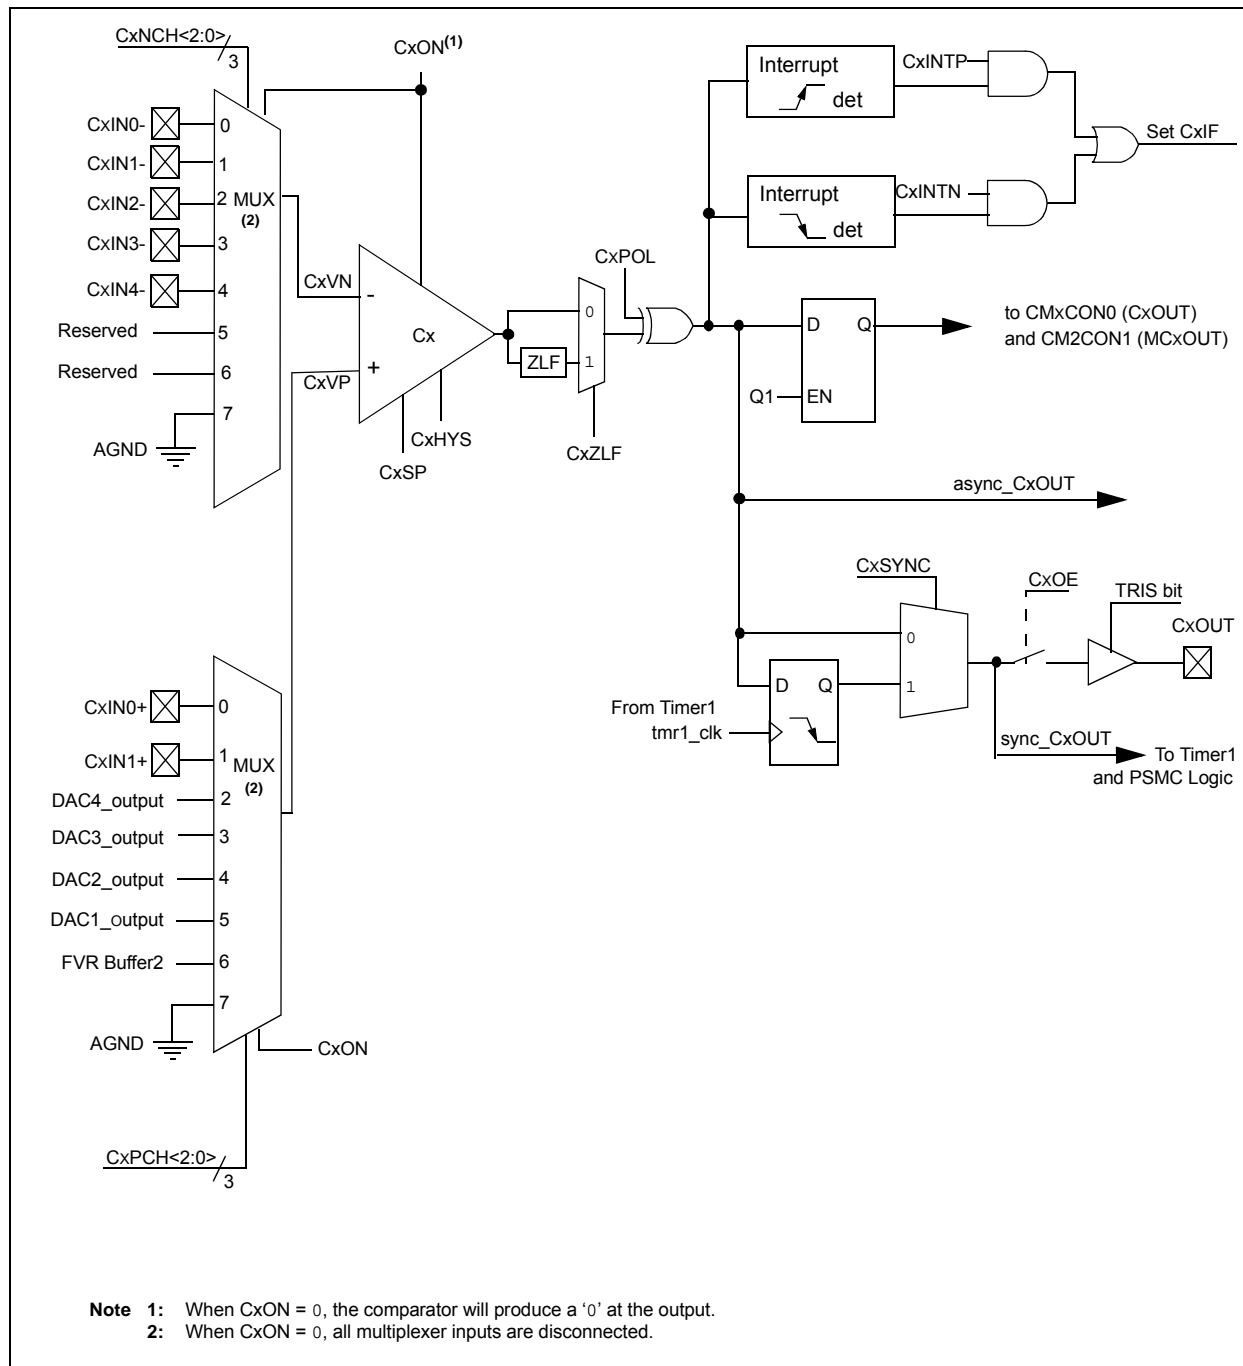 CxNCH<2:0>
3
CxON(1)
CxIN0-
0
CxIN1-
1
CxIN2-
2
MUX
(2)
CxIN3-
3
CxIN4-
4
Reserved
5
Reserved
6
7
AGND
CxVN
-
Cx
CxVP
+
CxHYS
CxSP
ZLF
0
1
CxZLF
CxPOL
Interrupt
det
CxINTP
Interrupt
det
CxINTN
Set CxIF
D Q
Q1
EN
to CMxCON0 (CxOUT)
and CM2CON1 (MCxOUT)
async_CxOUT
CxSYNC
0
1
CxOE
TRIS bit
CxOUT
D Q
From Timer1
tmr1_clk
sync_CxOUT
To Timer1
and PSMC Logic
CxIN0+
0
CxIN1+
1
MUX
(2)
DAC4_output
2
DAC3_output
3
DAC2_output
4
DAC1_output
5
FVR Buffer2
6
7
AGND
CxON
CxPCH<2:0>
3
Note 1: When CxON = 0, the comparator will produce a ‘0’ at the output.
2: When CxON = 0, all multiplexer inputs are disconnected.